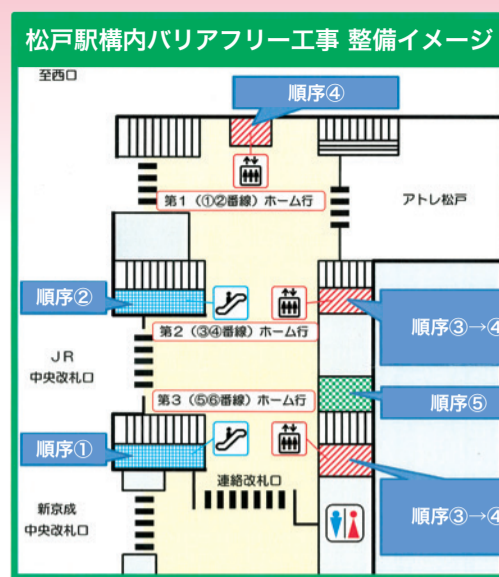 松戸駅構内バリアフリー工事 整備イメージ
至西口
順序④
第1（①②番線）ホーム行
アトレ松戸
順序②
順序③→④
第2（③④番線）ホーム行
JR
中央改札口
第3（⑤⑥番線）ホーム行
順序⑤
順序①
連絡改札口
新京成
中央改札口
順序③→④